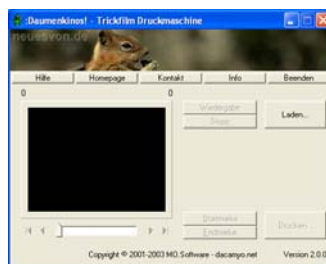 :Daumenkinos! - Trickfilm Druckmaschine
neuesvon.de
Hilfe Homepage Kontakt Info Beenden
0 0
Wiedergabe
Stopp
Laden...
Startmarke
Endmarke
Drucken...
Copyright © 2001-2003 MO. Software - dacamyo.net Version 2.0.0